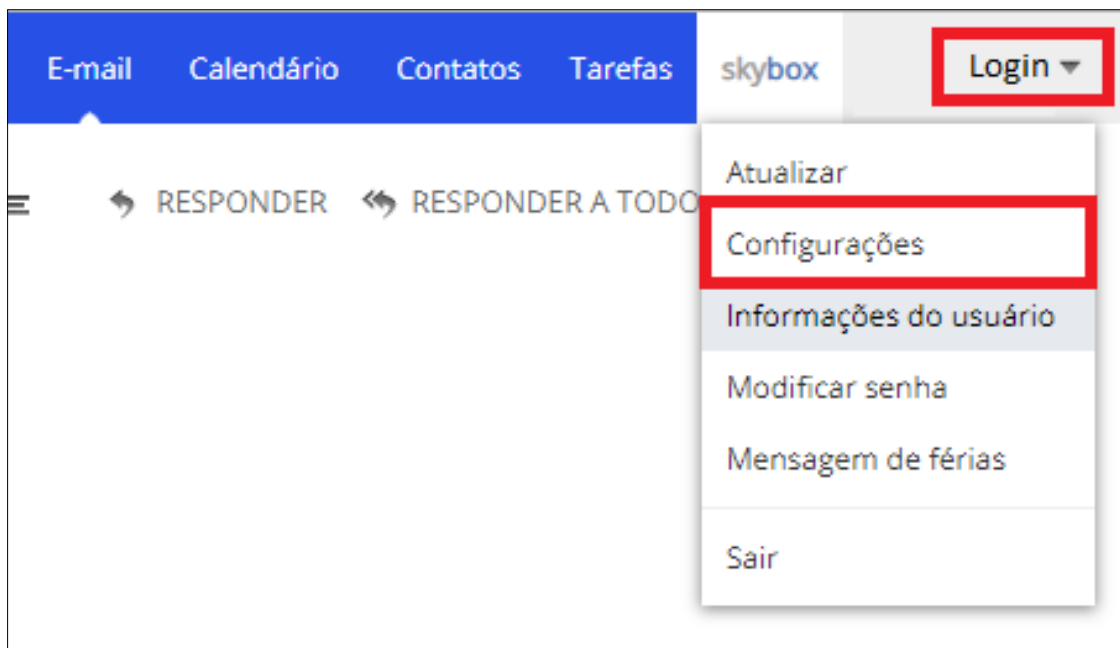 E-mail Calendário Contatos Tarefas skybox Login
RESPONDER RESPONDER A TODO
Atualizar
Configurações
Informações do usuário
Modificar senha
Mensagem de férias
Sair